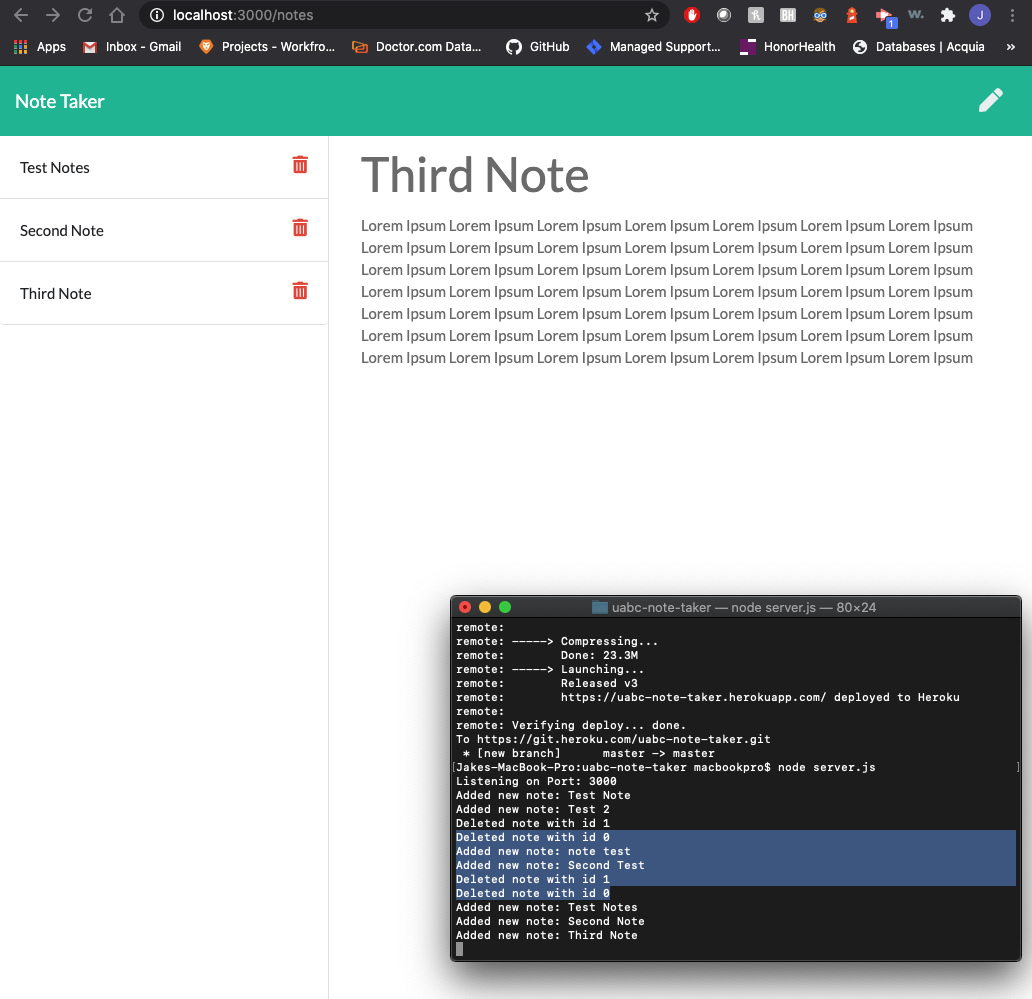 localhost:3000/notes
BH
1
W.
J
Apps Inbox - Gmail Projects - Workfro... Doctor.com Data... GitHub Managed Support... HonorHealth Databases | Acquia »
Note Taker
Test Notes
Second Note
Third Note
Third Note
Lorem Ipsum Lorem Ipsum Lorem Ipsum Lorem Ipsum Lorem Ipsum Lorem Ipsum Lorem Ipsum
Lorem Ipsum Lorem Ipsum Lorem Ipsum Lorem Ipsum Lorem Ipsum Lorem Ipsum Lorem Ipsum
Lorem Ipsum Lorem Ipsum Lorem Ipsum Lorem Ipsum Lorem Ipsum Lorem Ipsum Lorem Ipsum
Lorem Ipsum Lorem Ipsum Lorem Ipsum Lorem Ipsum Lorem Ipsum Lorem Ipsum Lorem Ipsum
Lorem Ipsum Lorem Ipsum Lorem Ipsum Lorem Ipsum Lorem Ipsum Lorem Ipsum Lorem Ipsum
Lorem Ipsum Lorem Ipsum Lorem Ipsum Lorem Ipsum Lorem Ipsum Lorem Ipsum Lorem Ipsum
Lorem Ipsum Lorem Ipsum Lorem Ipsum Lorem Ipsum Lorem Ipsum Lorem Ipsum Lorem Ipsum
uabc-note-taker — node server.js — 80×24
remote:
remote: -----> Compressing...
remote:        Done: 23.3M
remote: -----> Launching...
remote:        Released v3
remote:        https://uabc-note-taker.herokuapp.com/ deployed to Heroku
remote:
remote: Verifying deploy... done.
To https://git.heroku.com/uabc-note-taker.git
 * [new branch]      master -> master
[Jakes-MacBook-Pro:uabc-note-taker macbookpro$ node server.js ]
Listening on Port: 3000
Added new note: Test Note
Added new note: Test 2
Deleted note with id 1
Deleted note with id 0
Added new note: note test
Added new note: Second Test
Deleted note with id 1
Deleted note with id 0
Added new note: Test Notes
Added new note: Second Note
Added new note: Third Note